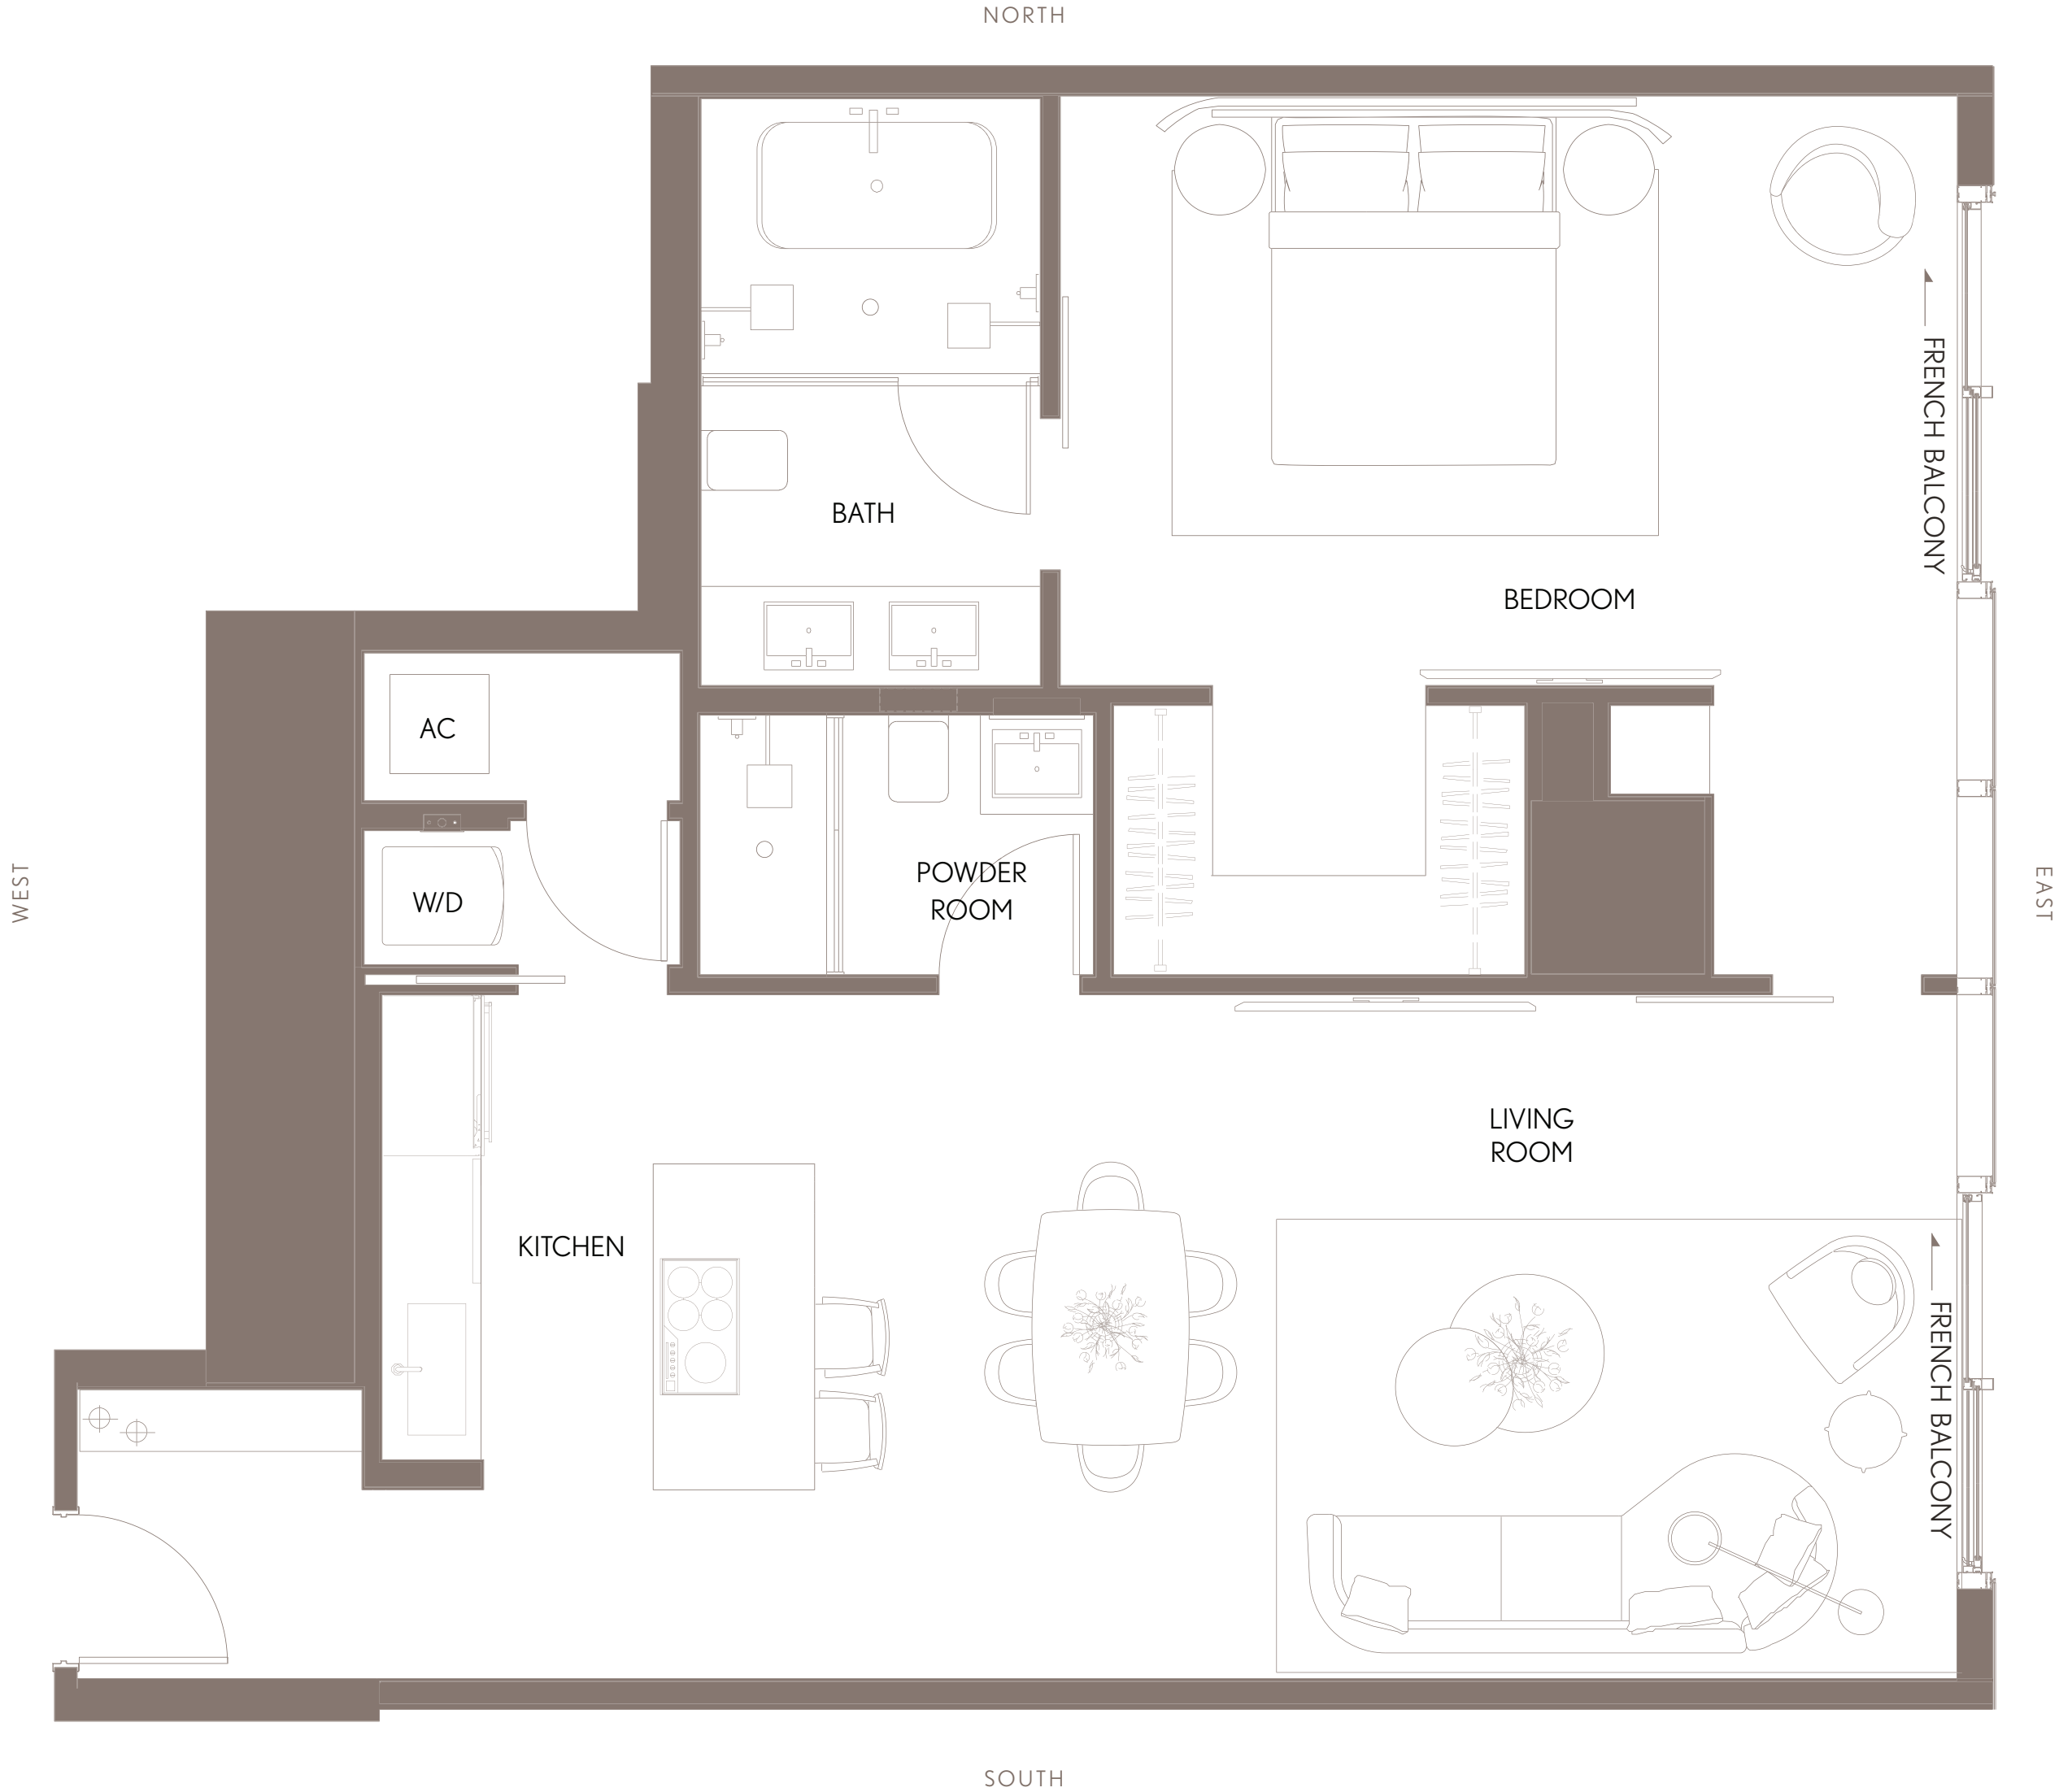 NORTH
FRENCH BALCONY
BATH
BEDROOM
AC
POWDER
ROOM
W/D
WEST
EAST
LIVING
ROOM
KITCHEN
FRENCH BALCONY
SOUTH